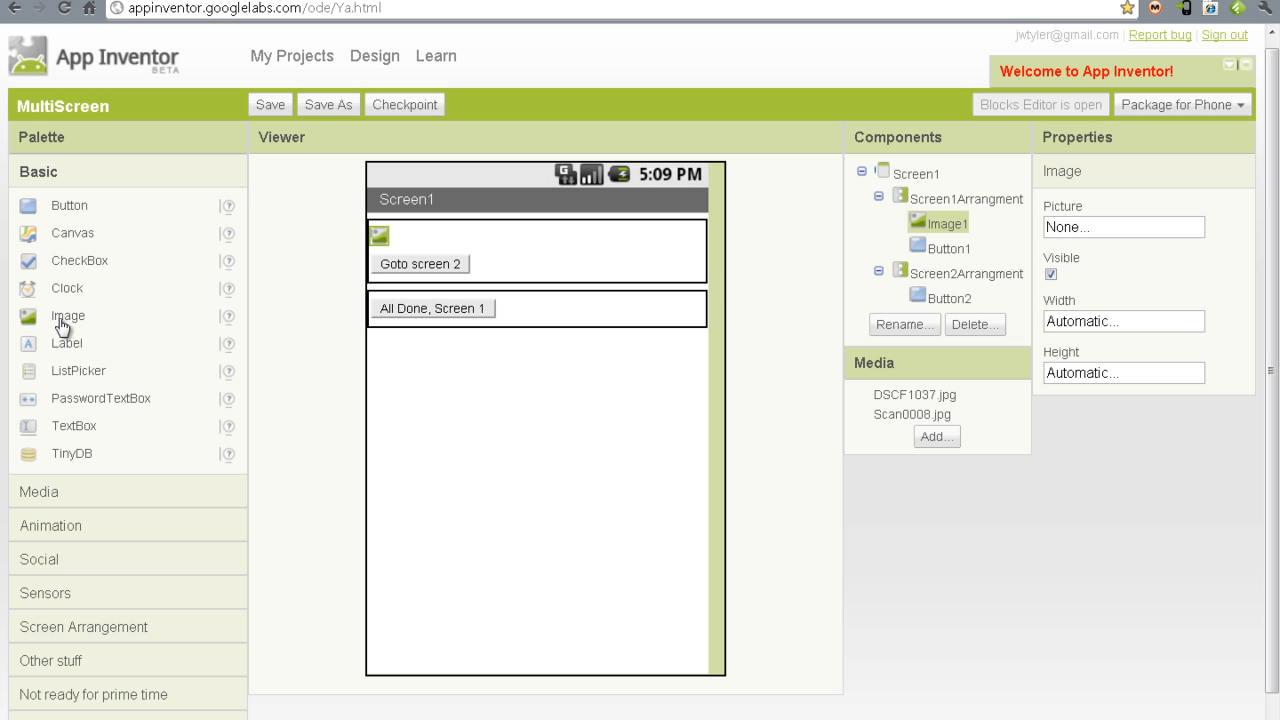 appinventor.googlelabs.com/ode/Ya.html
jwtyler@gmail.com | Report bug | Sign out
App Inventor
BETA
My Projects Design Learn
Welcome to App Inventor!
MultiScreen
Save Save As Checkpoint
Blocks Editor is open Package for Phone
Palette
Basic
Button
Canvas
CheckBox
Clock
Image
Label
ListPicker
PasswordTextBox
TextBox
TinyDB
Media
Animation
Social
Sensors
Screen Arrangement
Other stuff
Not ready for prime time
Viewer
5:09 PM
Screen1
Goto screen 2
All Done, Screen 1
Components
Screen1
Screen1Arrangment
Image1
Button1
Screen2Arrangment
Button2
Rename... Delete...
Media
DSCF1037.jpg
Scan0008.jpg
Add...
Properties
Image
Picture
None...
Visible
Width
Automatic...
Height
Automatic...